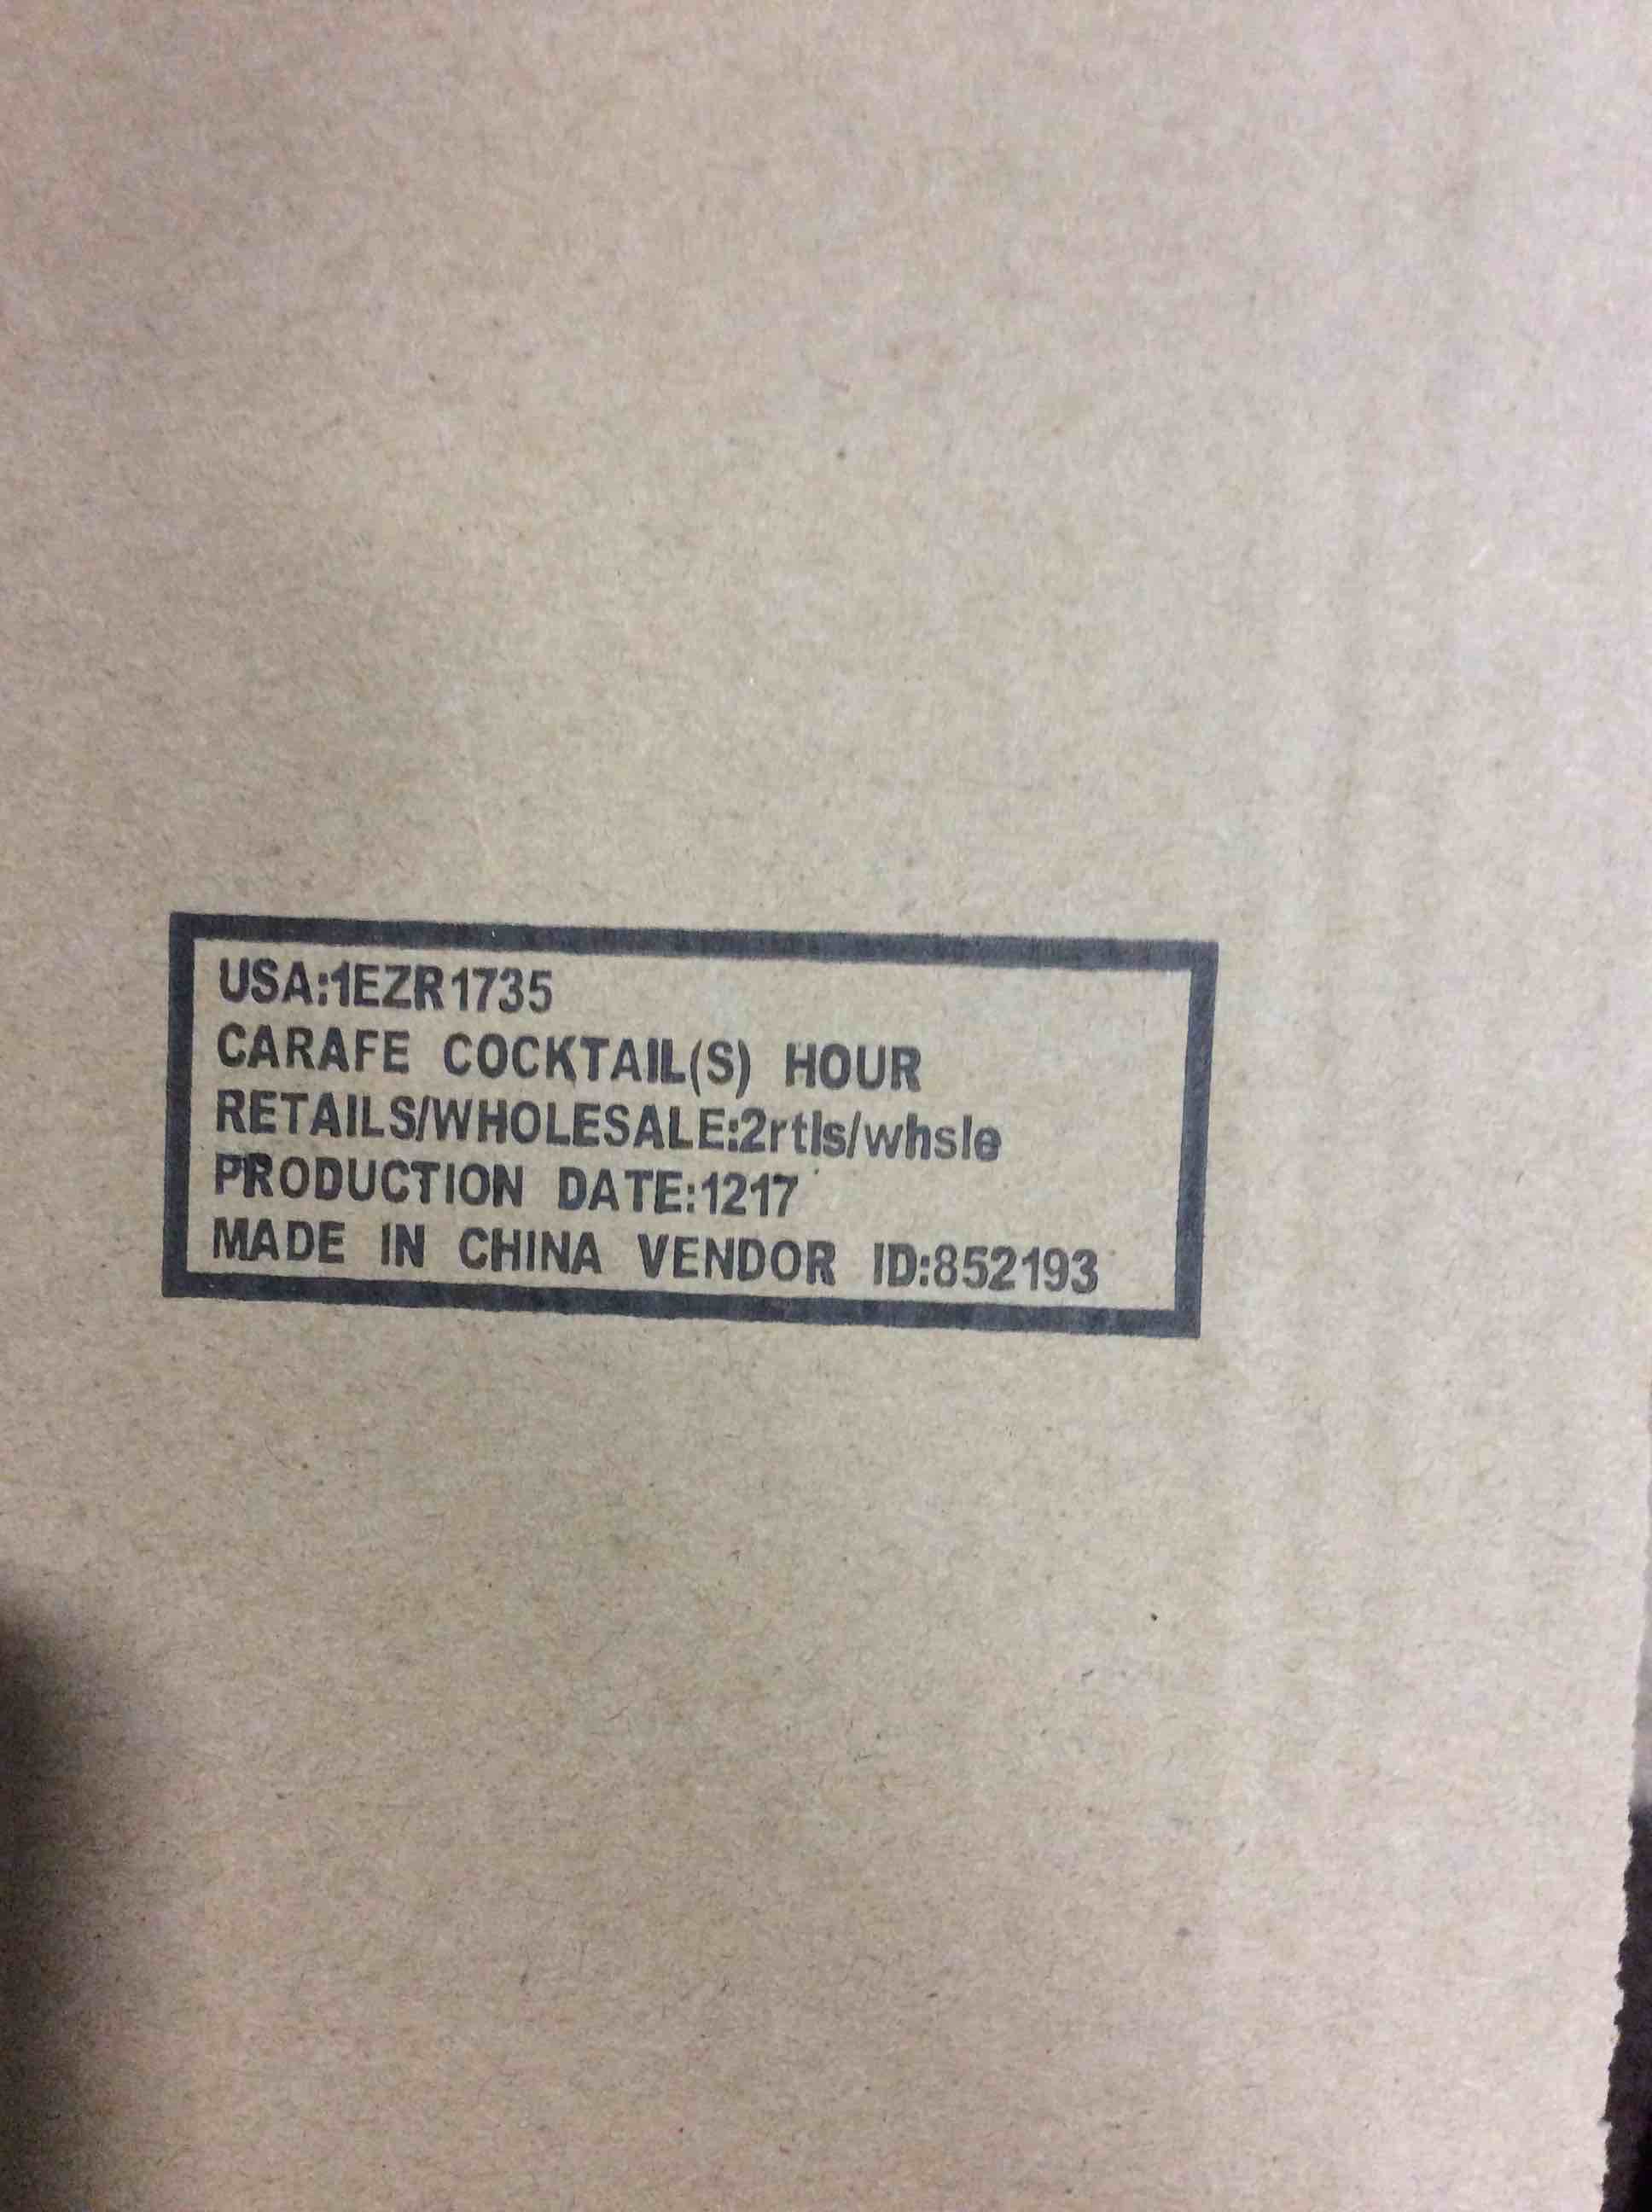 USA:1EZR1735
CARAFE COCKTAIL(S) HOUR
RETAILS/WHOLESALE:2rtls/whsle
PRODUCTION DATE:1217
MADE IN CHINA VENDOR ID:852193